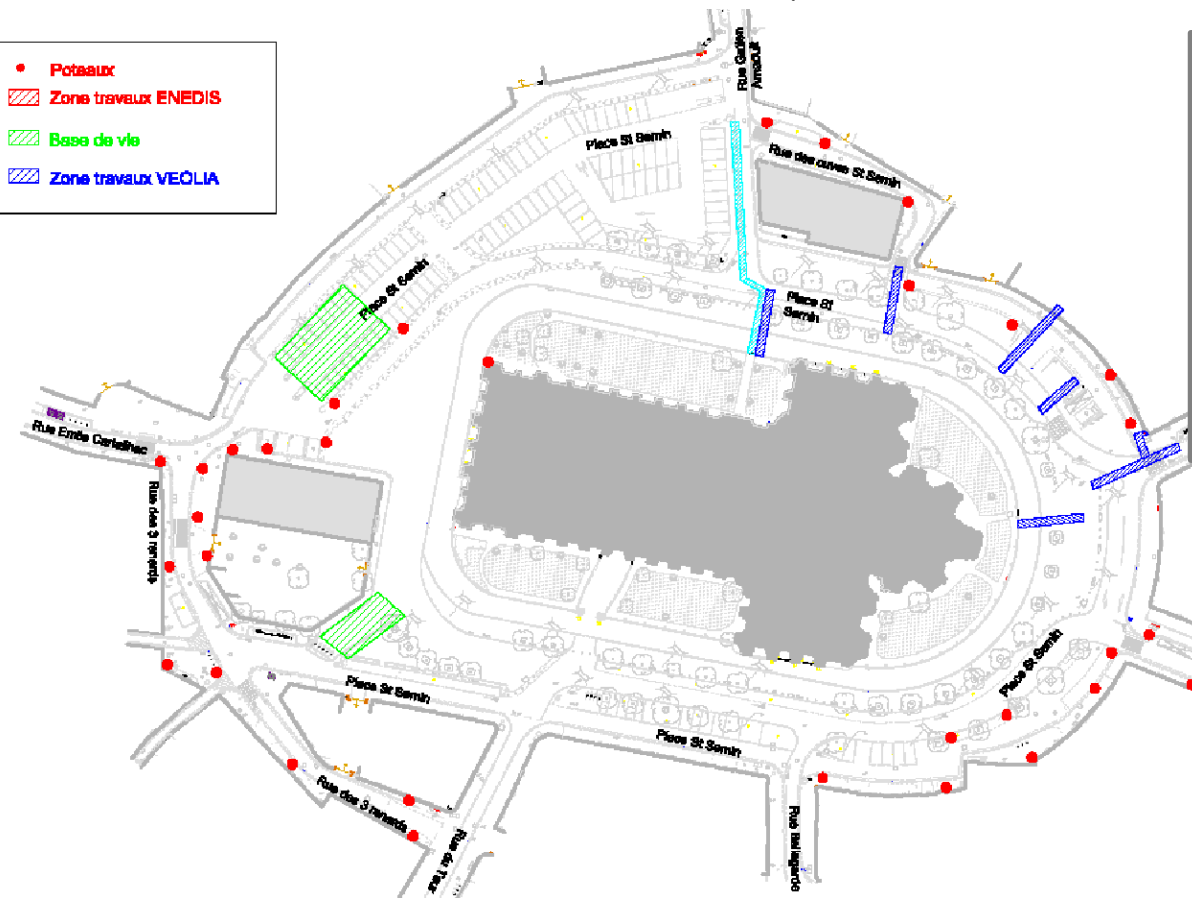 Poteaux
Zone travaux ENEDIS
Base de vie
Zone travaux VEOLIA
Rue Gatien
Arnoult
Place St Sernin
Rue des cuves St Sernin
Place St Sernin
Place St
Sernin
Rue Emile Cartailhac
Rue des 3 renards
Place St Sernin
Place St Sernin
Place St Sernin
Rue des 3 renards
Rue du Taur
Rue Bellegarde